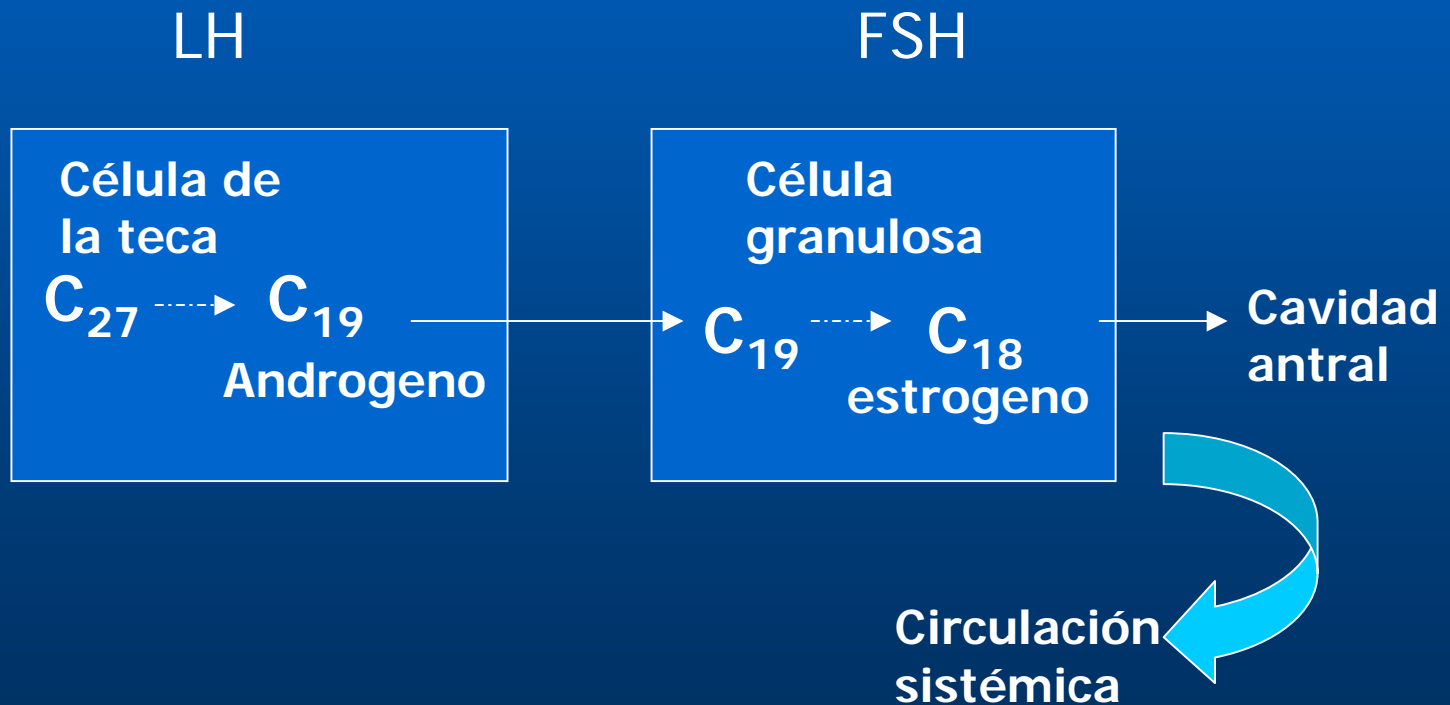 LH
FSH
Célula de
la teca
C₂₇ C₁₉
Androgeno
Célula
granulosa
C₁₉ C₁₈
estrogeno
Cavidad
antral
Circulación
sistémica